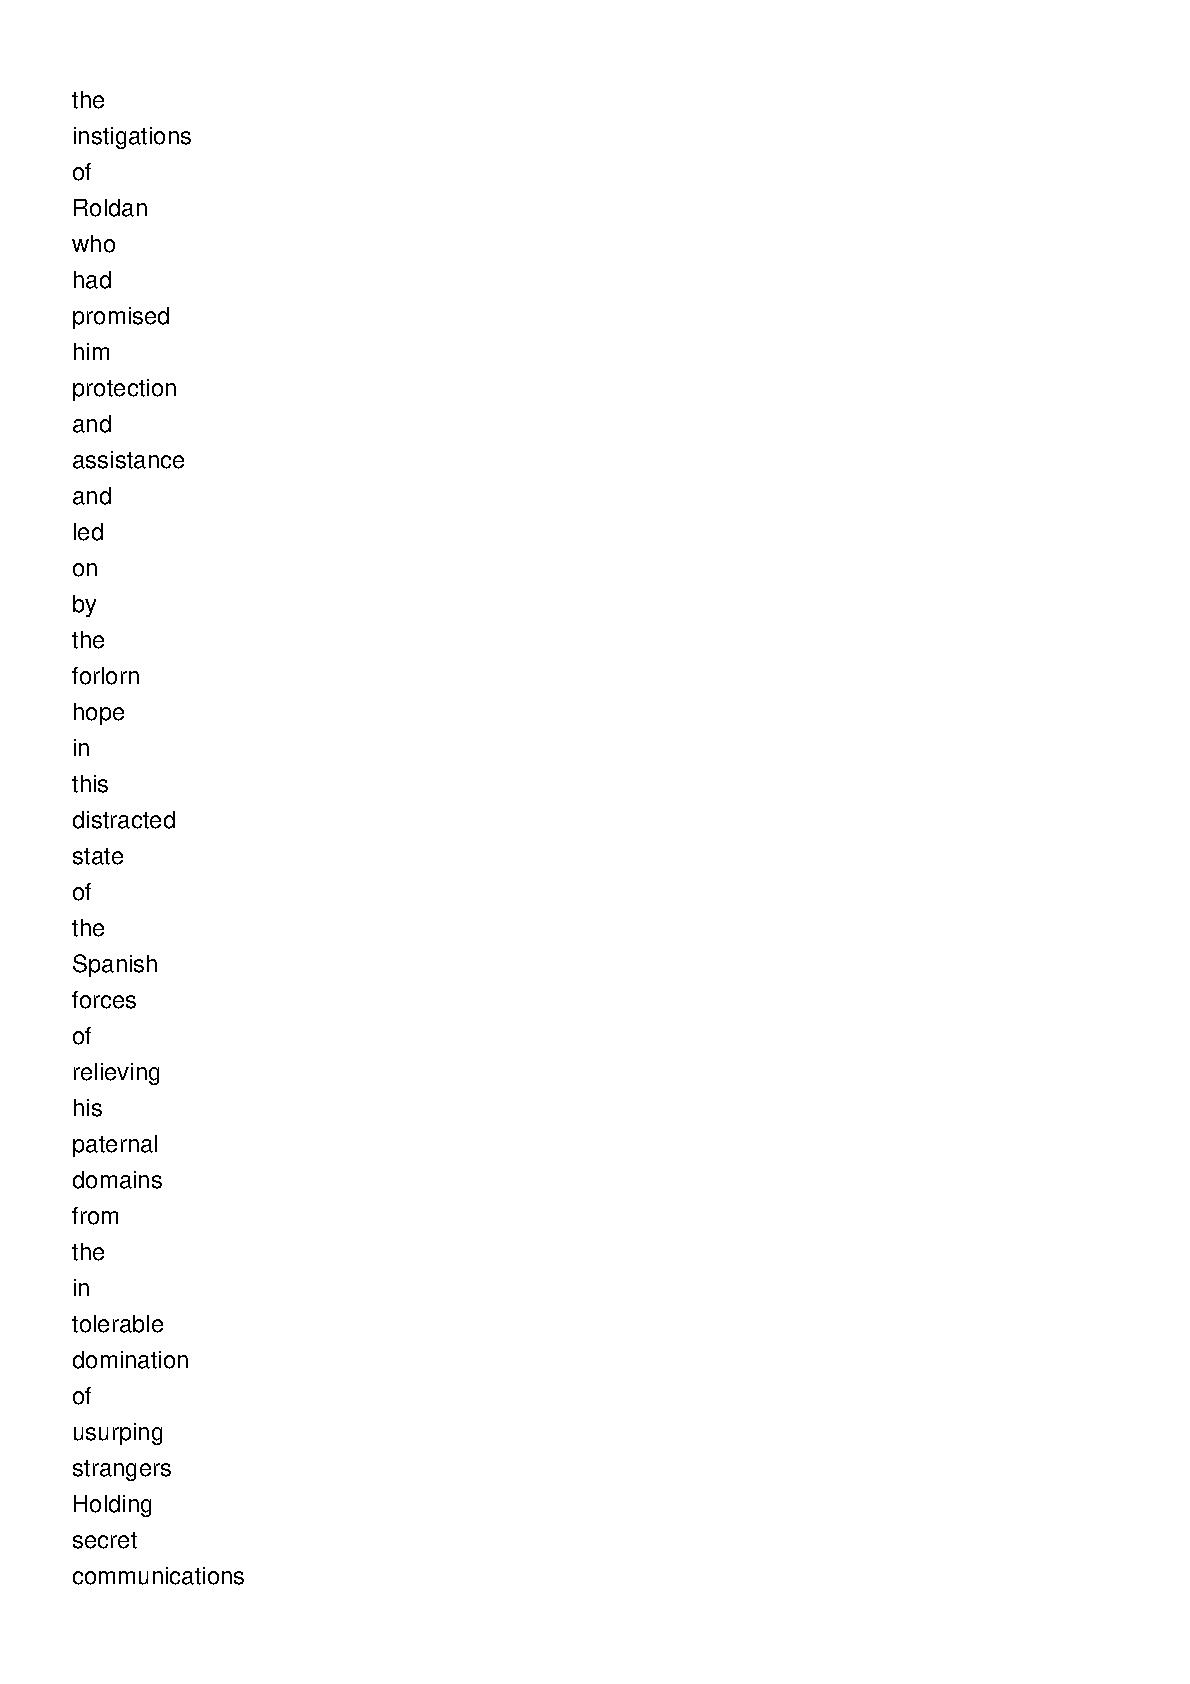 the
instigations
of
Roldan
who
had
promised
him
protection
and
assistance
and
led
on
by
the
forlorn
hope
in
this
distracted
state
of
the
Spanish
forces
of
relieving
his
paternal
domains
from
the
in
tolerable
domination
of
usurping
strangers
Holding
secret
communications